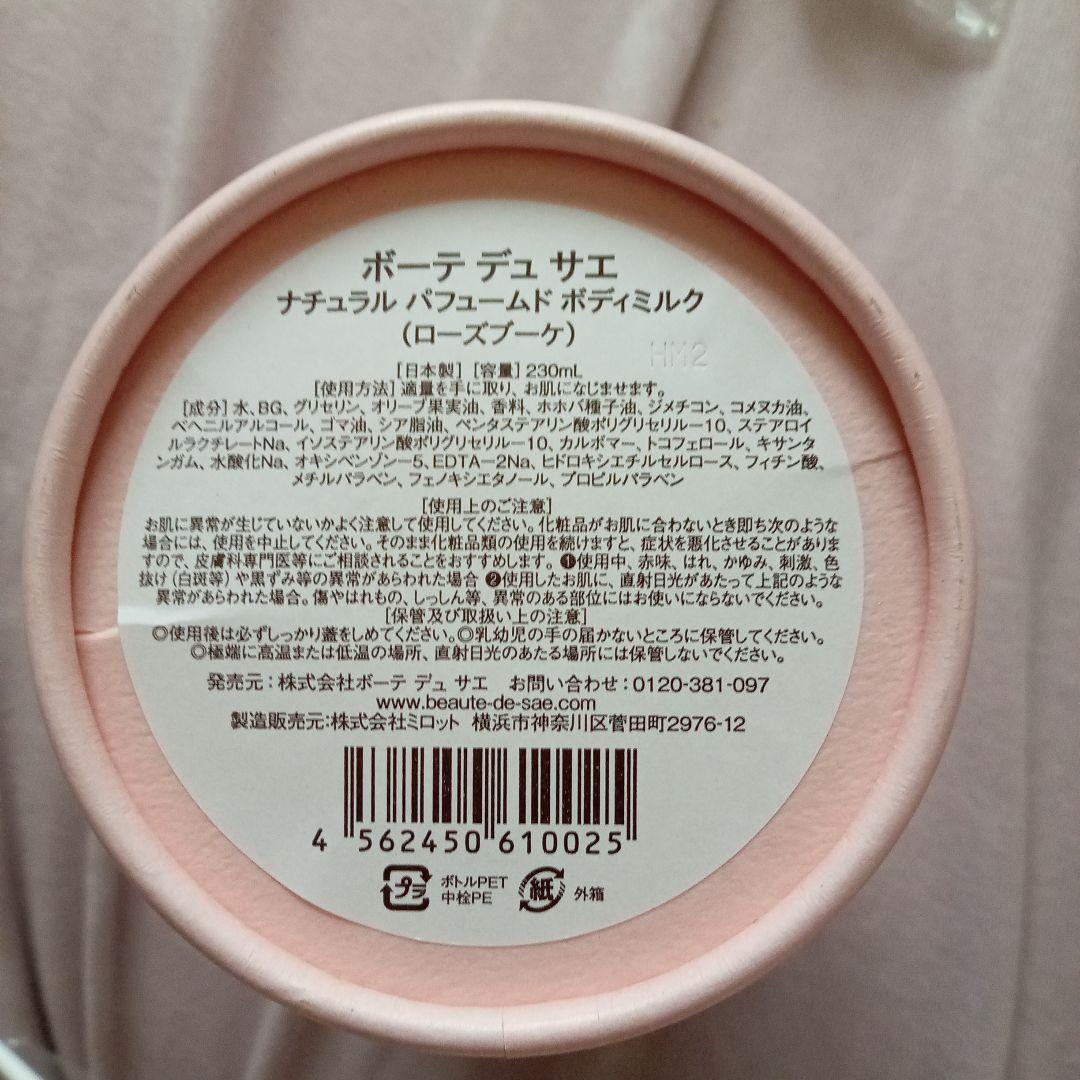 ボーテ デュ サエ
ナチュラル パフュームド ボディミルク
(ローズブーケ)
HM2
[日本製] [容量] 230mL
[使用方法] 適量を手に取り、お肌になじませます。
[成分] 水、BG、グリセリン、オリーブ果実油、香料、ホホバ種子油、ジメチコン、コメヌカ油、
ベヘニルアルコール、ゴマ油、シア脂油、ペンタステアリン酸ポリグリセリルー10、ステアロイ
ルラクチレートNa、イソステアリン酸ポリグリセリルー10、カルボマー、トコフェロール、キサンタ
ンガム、水酸化Na、オキシベンゾン−5、EDTA−2Na、ヒドロキシエチルセルロース、フィチン酸、
メチルパラベン、フェノキシエタノール、プロピルパラベン
[使用上のご注意]
お肌に異常が生じていないかよく注意して使用してください。化粧品がお肌に合わないとき即ち次のような
場合には、使用を中止してください。そのまま化粧品類の使用を続けますと、症状を悪化させることがありま
すので、皮膚科専門医等にご相談されることをおすすめします。❶使用中、赤味、はれ、かゆみ、刺激、色
抜け(白斑等)や黒ずみ等の異常があらわれた場合 ❷使用したお肌に、直射日光があたって上記のような
異常があらわれた場合。傷やはれもの、しっしん等、異常のある部位にはお使いにならないでください。
[保管及び取扱い上の注意]
◎使用後は必ずしっかり蓋をしめてください。◎乳幼児の手の届かないところに保管してください。
◎極端に高温または低温の場所、直射日光のあたる場所には保管しないでください。
発売元:株式会社ボーテ デュ サエ お問い合わせ:0120-381-097
www.beaute-de-sae.com
製造販売元:株式会社ミロット 横浜市神奈川区菅田町2976-12
4 562450 610025
プラ ボトルPET
中栓PE
紙 外箱